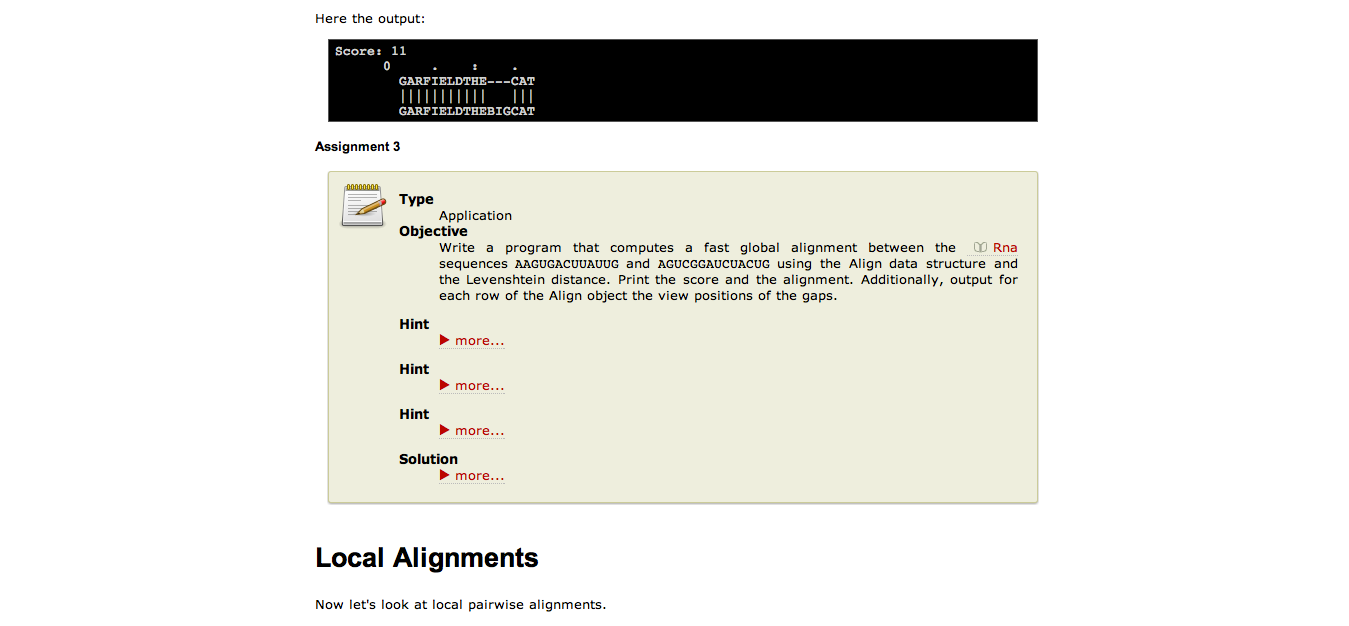 Here the output:
Score: 11
0     .    :    .
GARFIELDTHE---CAT
|||||||||||   |||
GARFIELDTHEBIGCAT
Assignment 3
Type
Application
Objective
Write a program that computes a fast global alignment between the Rna
sequences AAGUGACUUAUUG and AGUCGGAUCUACUG using the Align data structure and
the Levenshtein distance. Print the score and the alignment. Additionally, output for
each row of the Align object the view positions of the gaps.
Hint
more...
Hint
more...
Hint
more...
Solution
more...
Local Alignments
Now let's look at local pairwise alignments.